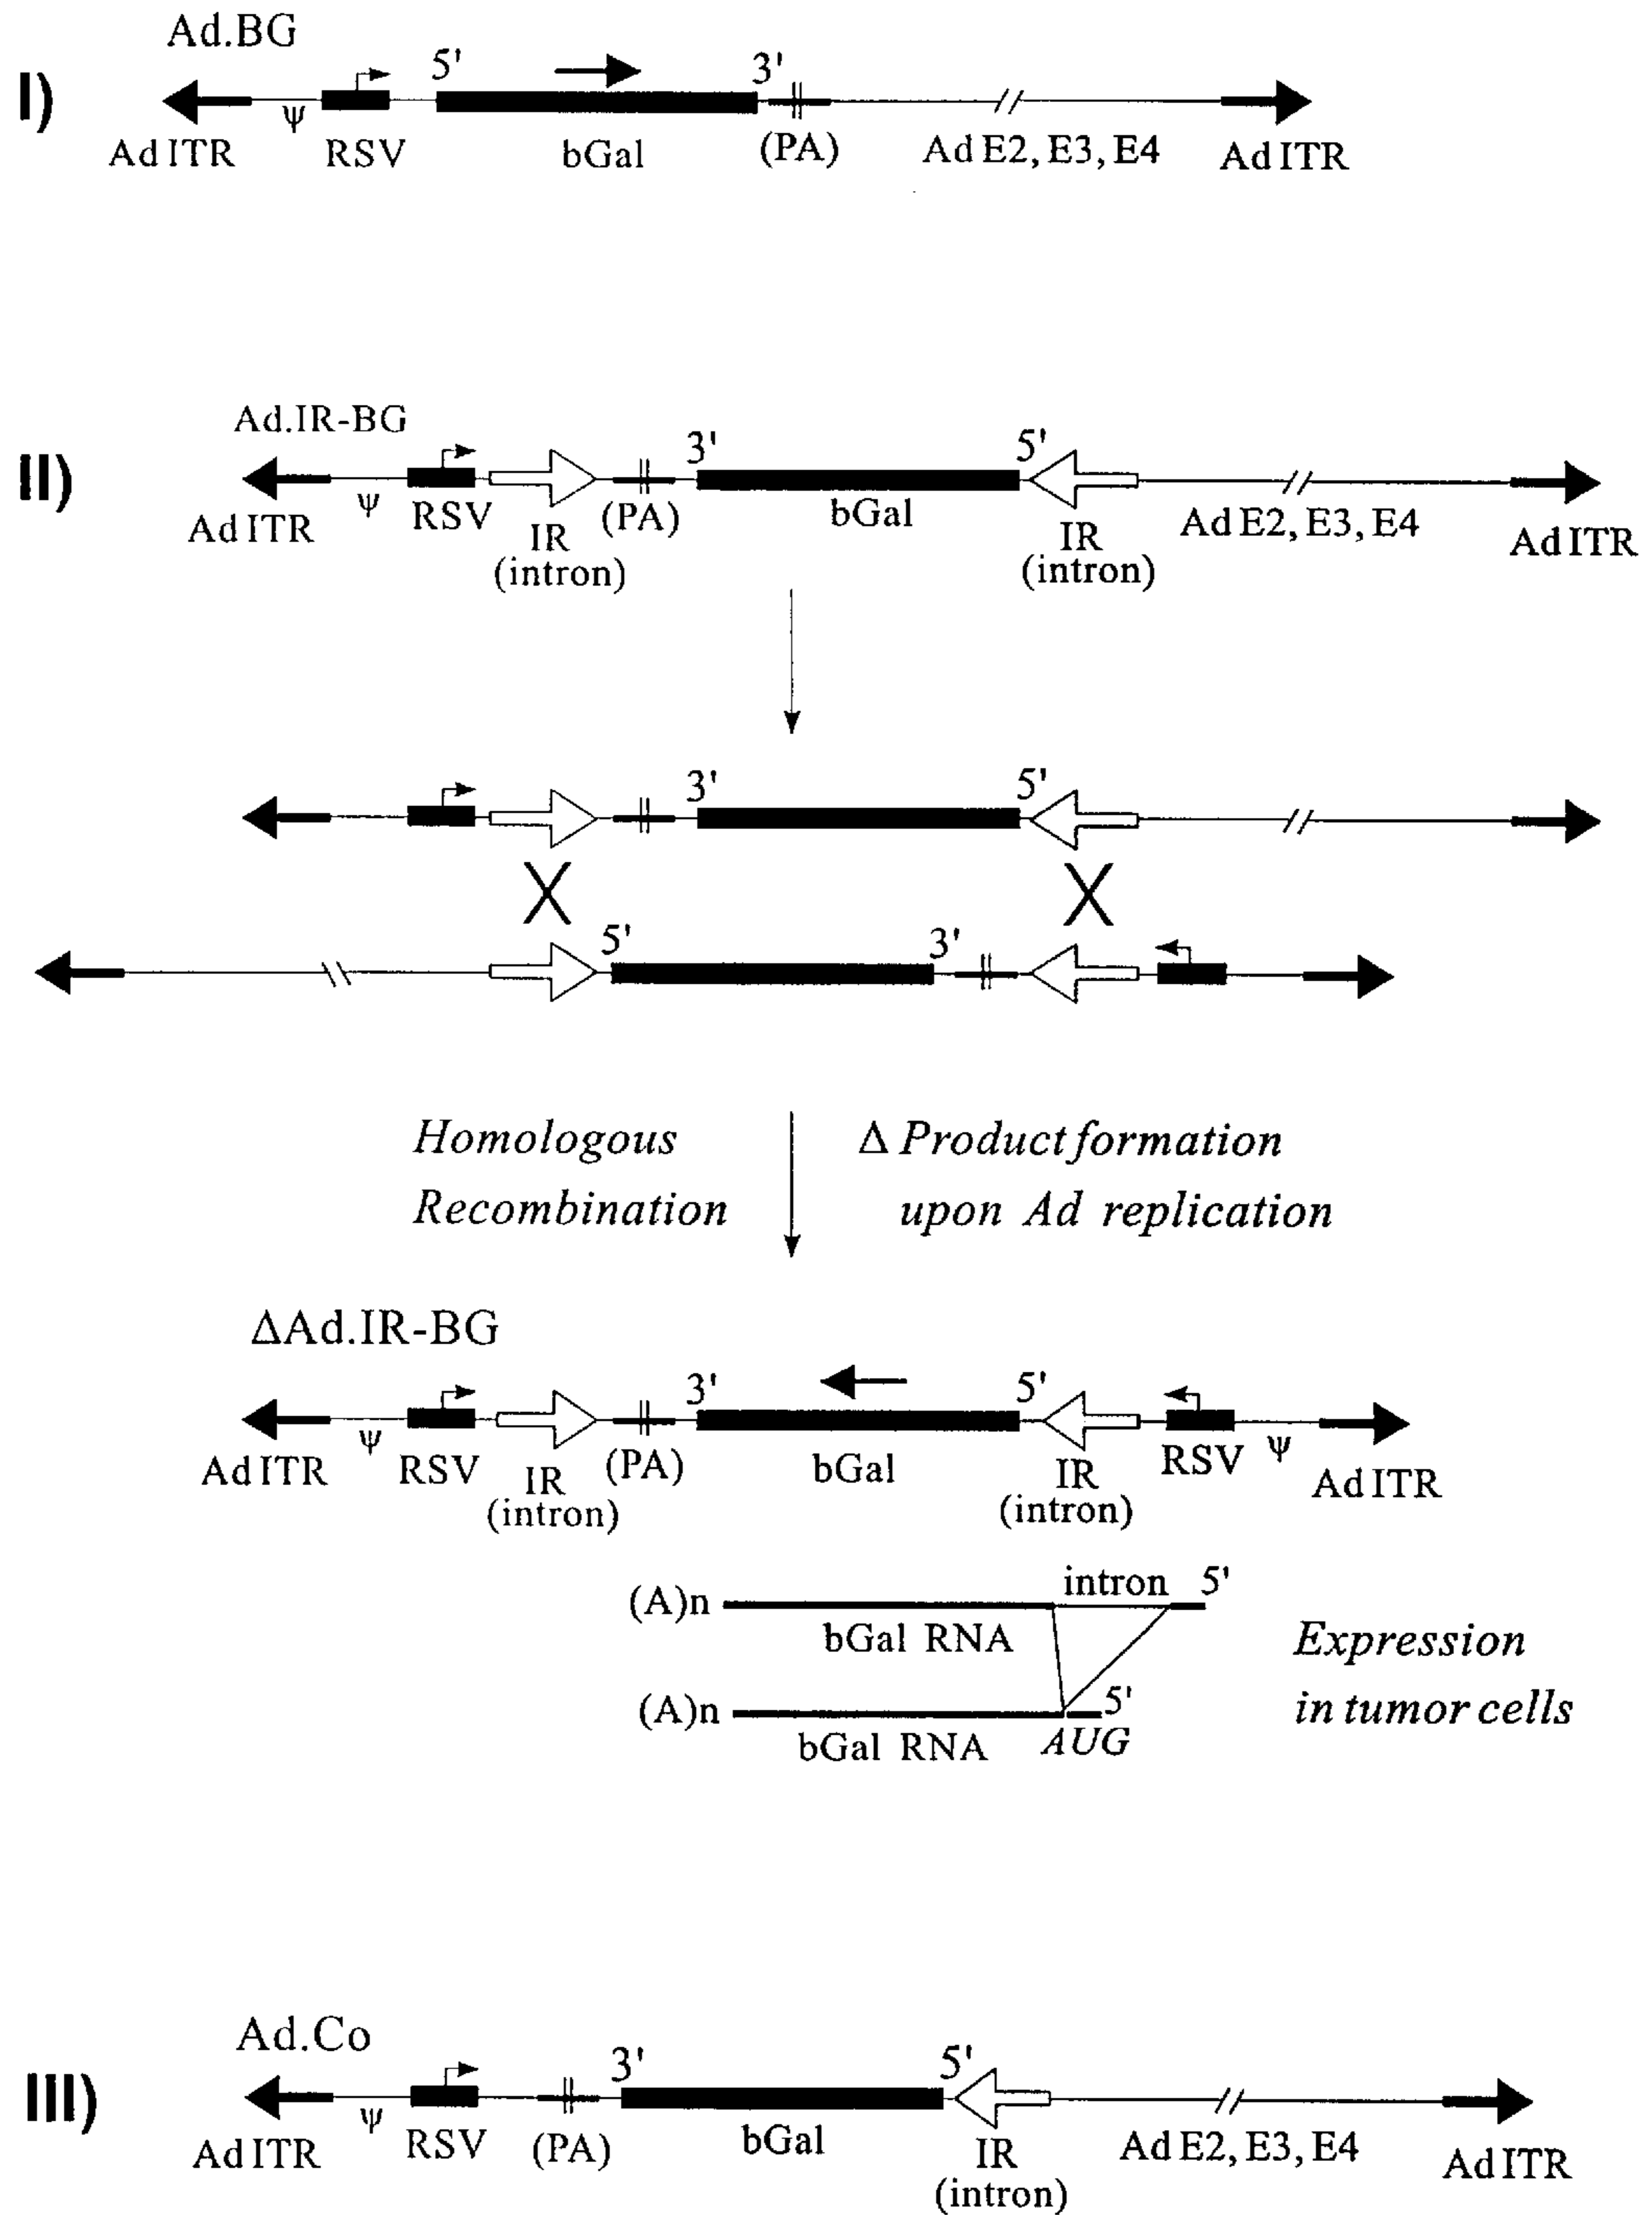 Ad.BG
I)
5'
3'
Ad ITR
ψ
RSV
bGal
(PA)
Ad E2, E3, E4
Ad ITR
Ad.IR-BG
II)
3'
5'
Ad ITR
ψ
RSV
IR
(intron)
(PA)
bGal
IR
(intron)
Ad E2, E3, E4
Ad ITR
3'
5'
X
X
5'
3'
Homologous
Recombination
Δ Product formation
upon Ad replication
ΔAd.IR-BG
3'
5'
Ad ITR
ψ
RSV
IR
(intron)
(PA)
bGal
IR
(intron)
RSV
ψ
Ad ITR
intron 5'
(A)n
bGal RNA
5'
(A)n
bGal RNA AUG
Expression
in tumor cells
Ad.Co
III)
3'
5'
Ad ITR
ψ
RSV
(PA)
bGal
IR
(intron)
Ad E2, E3, E4
Ad ITR